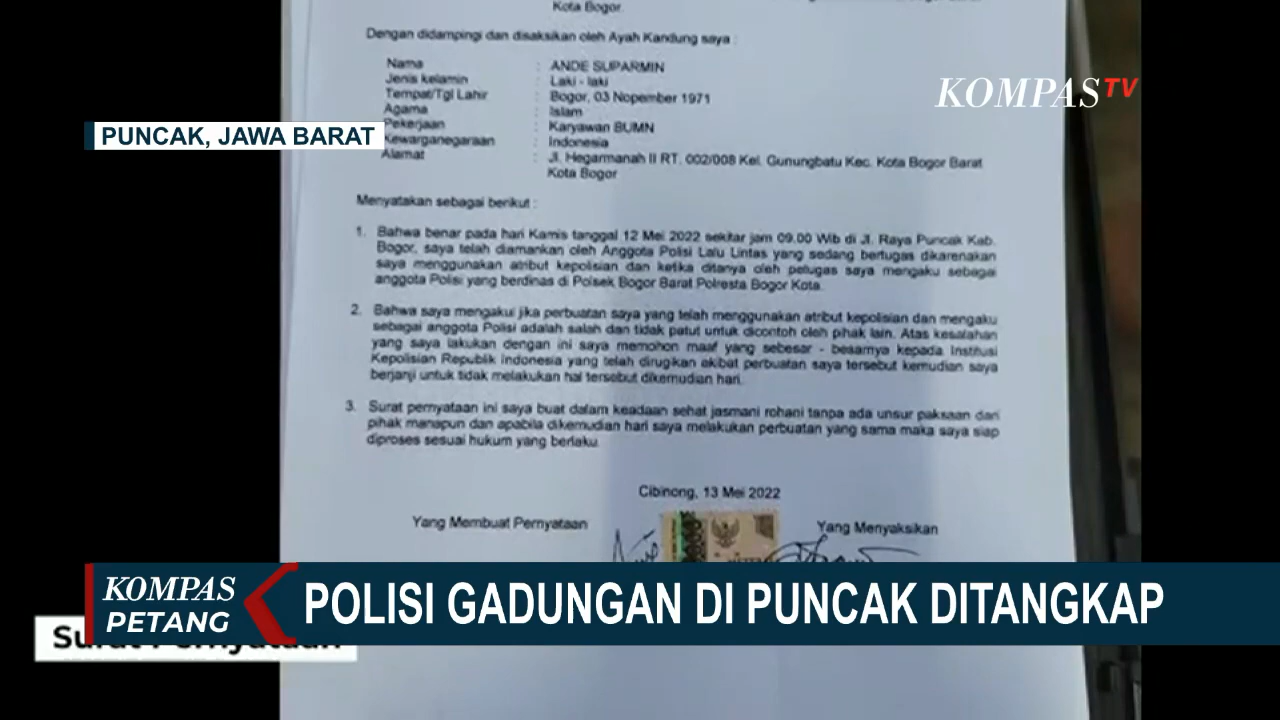 Kota Bogor
Dengan didampingi dan disaksikan oleh Ayah Kandung saya :
Nama : ANDE SUPARMIN
Jenis kelamin : Laki - laki
Tempat/Tgl Lahir : Bogor, 03 Nopember 1971
Agama : Islam
Pekerjaan : Karyawan BUMN
Kewarganegaraan : Indonesia
Alamat : Jl. Hegarmanah II RT. 002/008 Kel. Gunungbatu Kec. Kota Bogor Barat
Kota Bogor
KOMPAS TV
PUNCAK, JAWA BARAT
Menyatakan sebagai berikut :
1. Bahwa benar pada hari Kamis tanggal 12 Mei 2022 sekitar jam 09.00 Wib di Jl. Raya Puncak Kab.
Bogor, saya telah diamankan oleh Anggota Polisi Lalu Lintas yang sedang bertugas dikarenakan
saya menggunakan atribut kepolisian dan ketika ditanya oleh petugas saya mengaku sebagai
anggota Polisi yang berdinas di Polsek Bogor Barat Polresta Bogor Kota.
2. Bahwa saya mengakui jika perbuatan saya yang telah menggunakan atribut kepolisian dan mengaku
sebagai anggota Polisi adalah salah dan tidak patut untuk dicontoh oleh pihak lain. Atas kesalahan
yang saya lakukan dengan ini saya memohon maaf yang sebesar - besarnya kepada Institusi
Kepolisian Republik Indonesia yang telah dirugikan akibat perbuatan saya tersebut kemudian saya
berjanji untuk tidak melakukan hal tersebut dikemudian hari.
3. Surat pernyataan ini saya buat dalam keadaan sehat jasmani rohani tanpa ada unsur paksaan dari
pihak manapun dan apabila dikemudian hari saya melakukan perbuatan yang sama maka saya siap
diproses sesuai hukum yang berlaku.
Cibinong, 13 Mei 2022
Yang Membuat Pernyataan
Yang Menyaksikan
KOMPAS
PETANG
POLISI GADUNGAN DI PUNCAK DITANGKAP